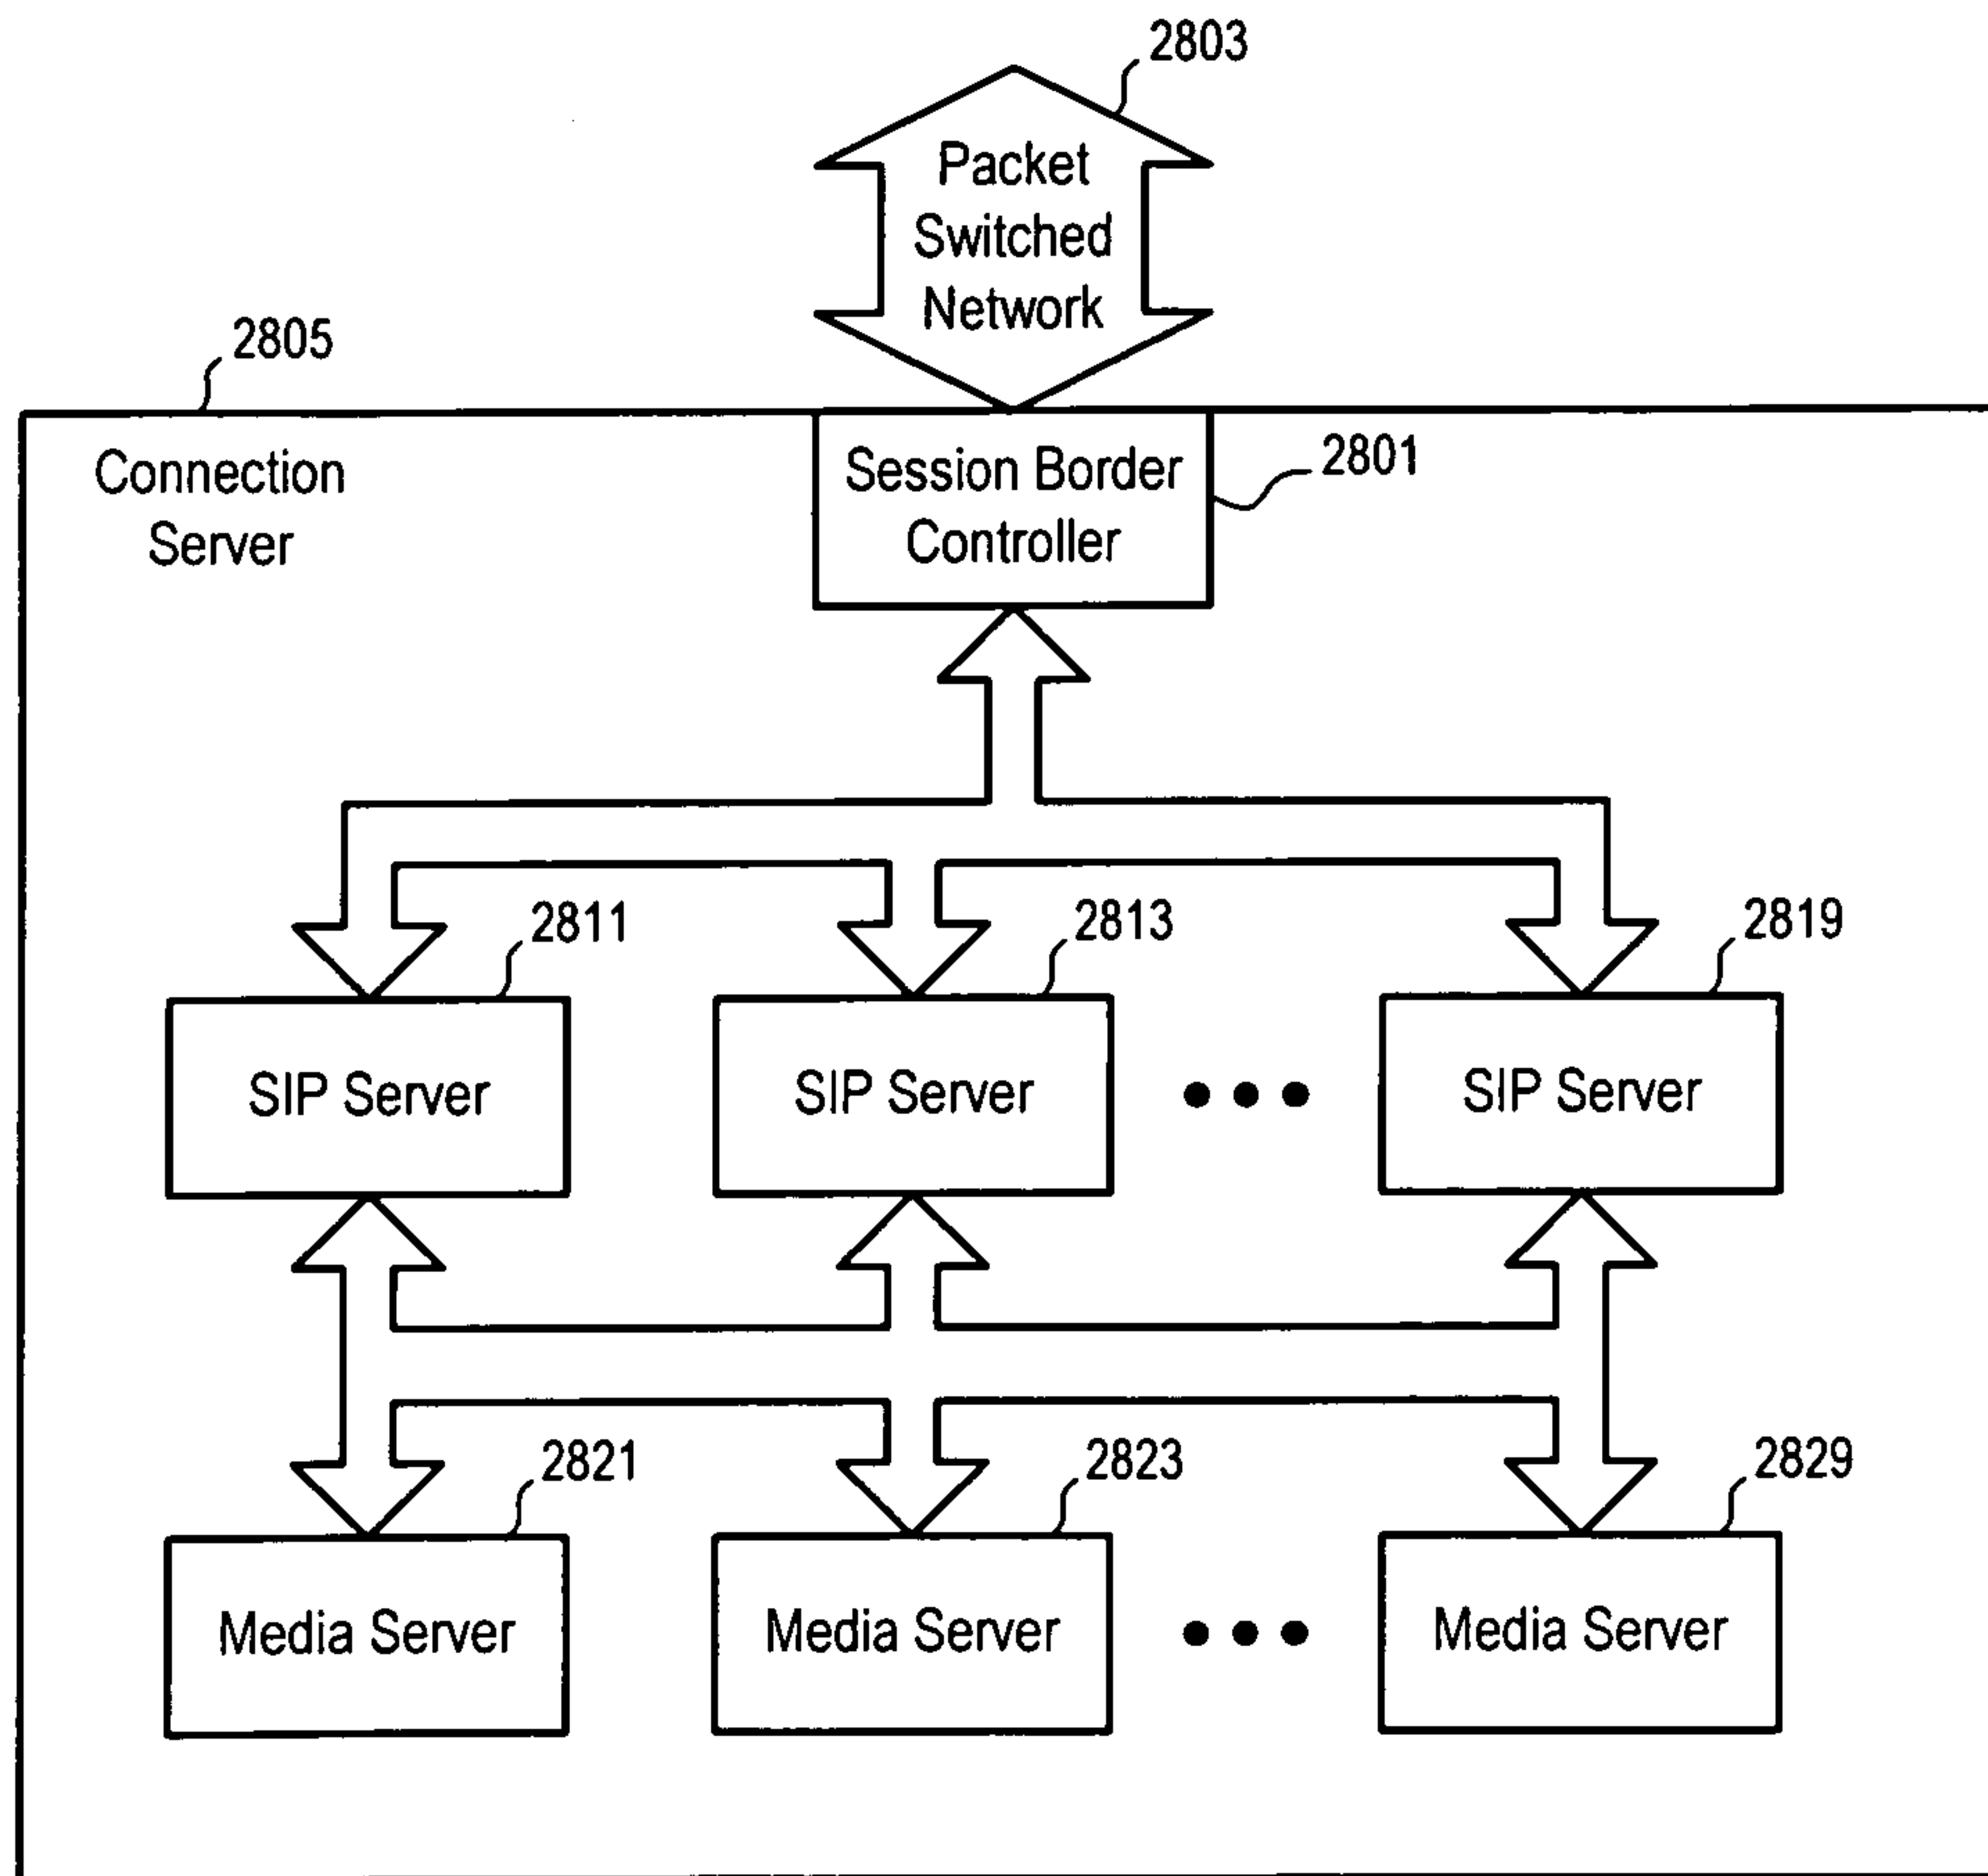 2803
Packet
Switched
Network
2805
Connection
Server
Session Border
Controller
2801
2811
2813
2819
SIP Server
SIP Server
SIP Server
2821
2823
2829
Media Server
Media Server
Media Server